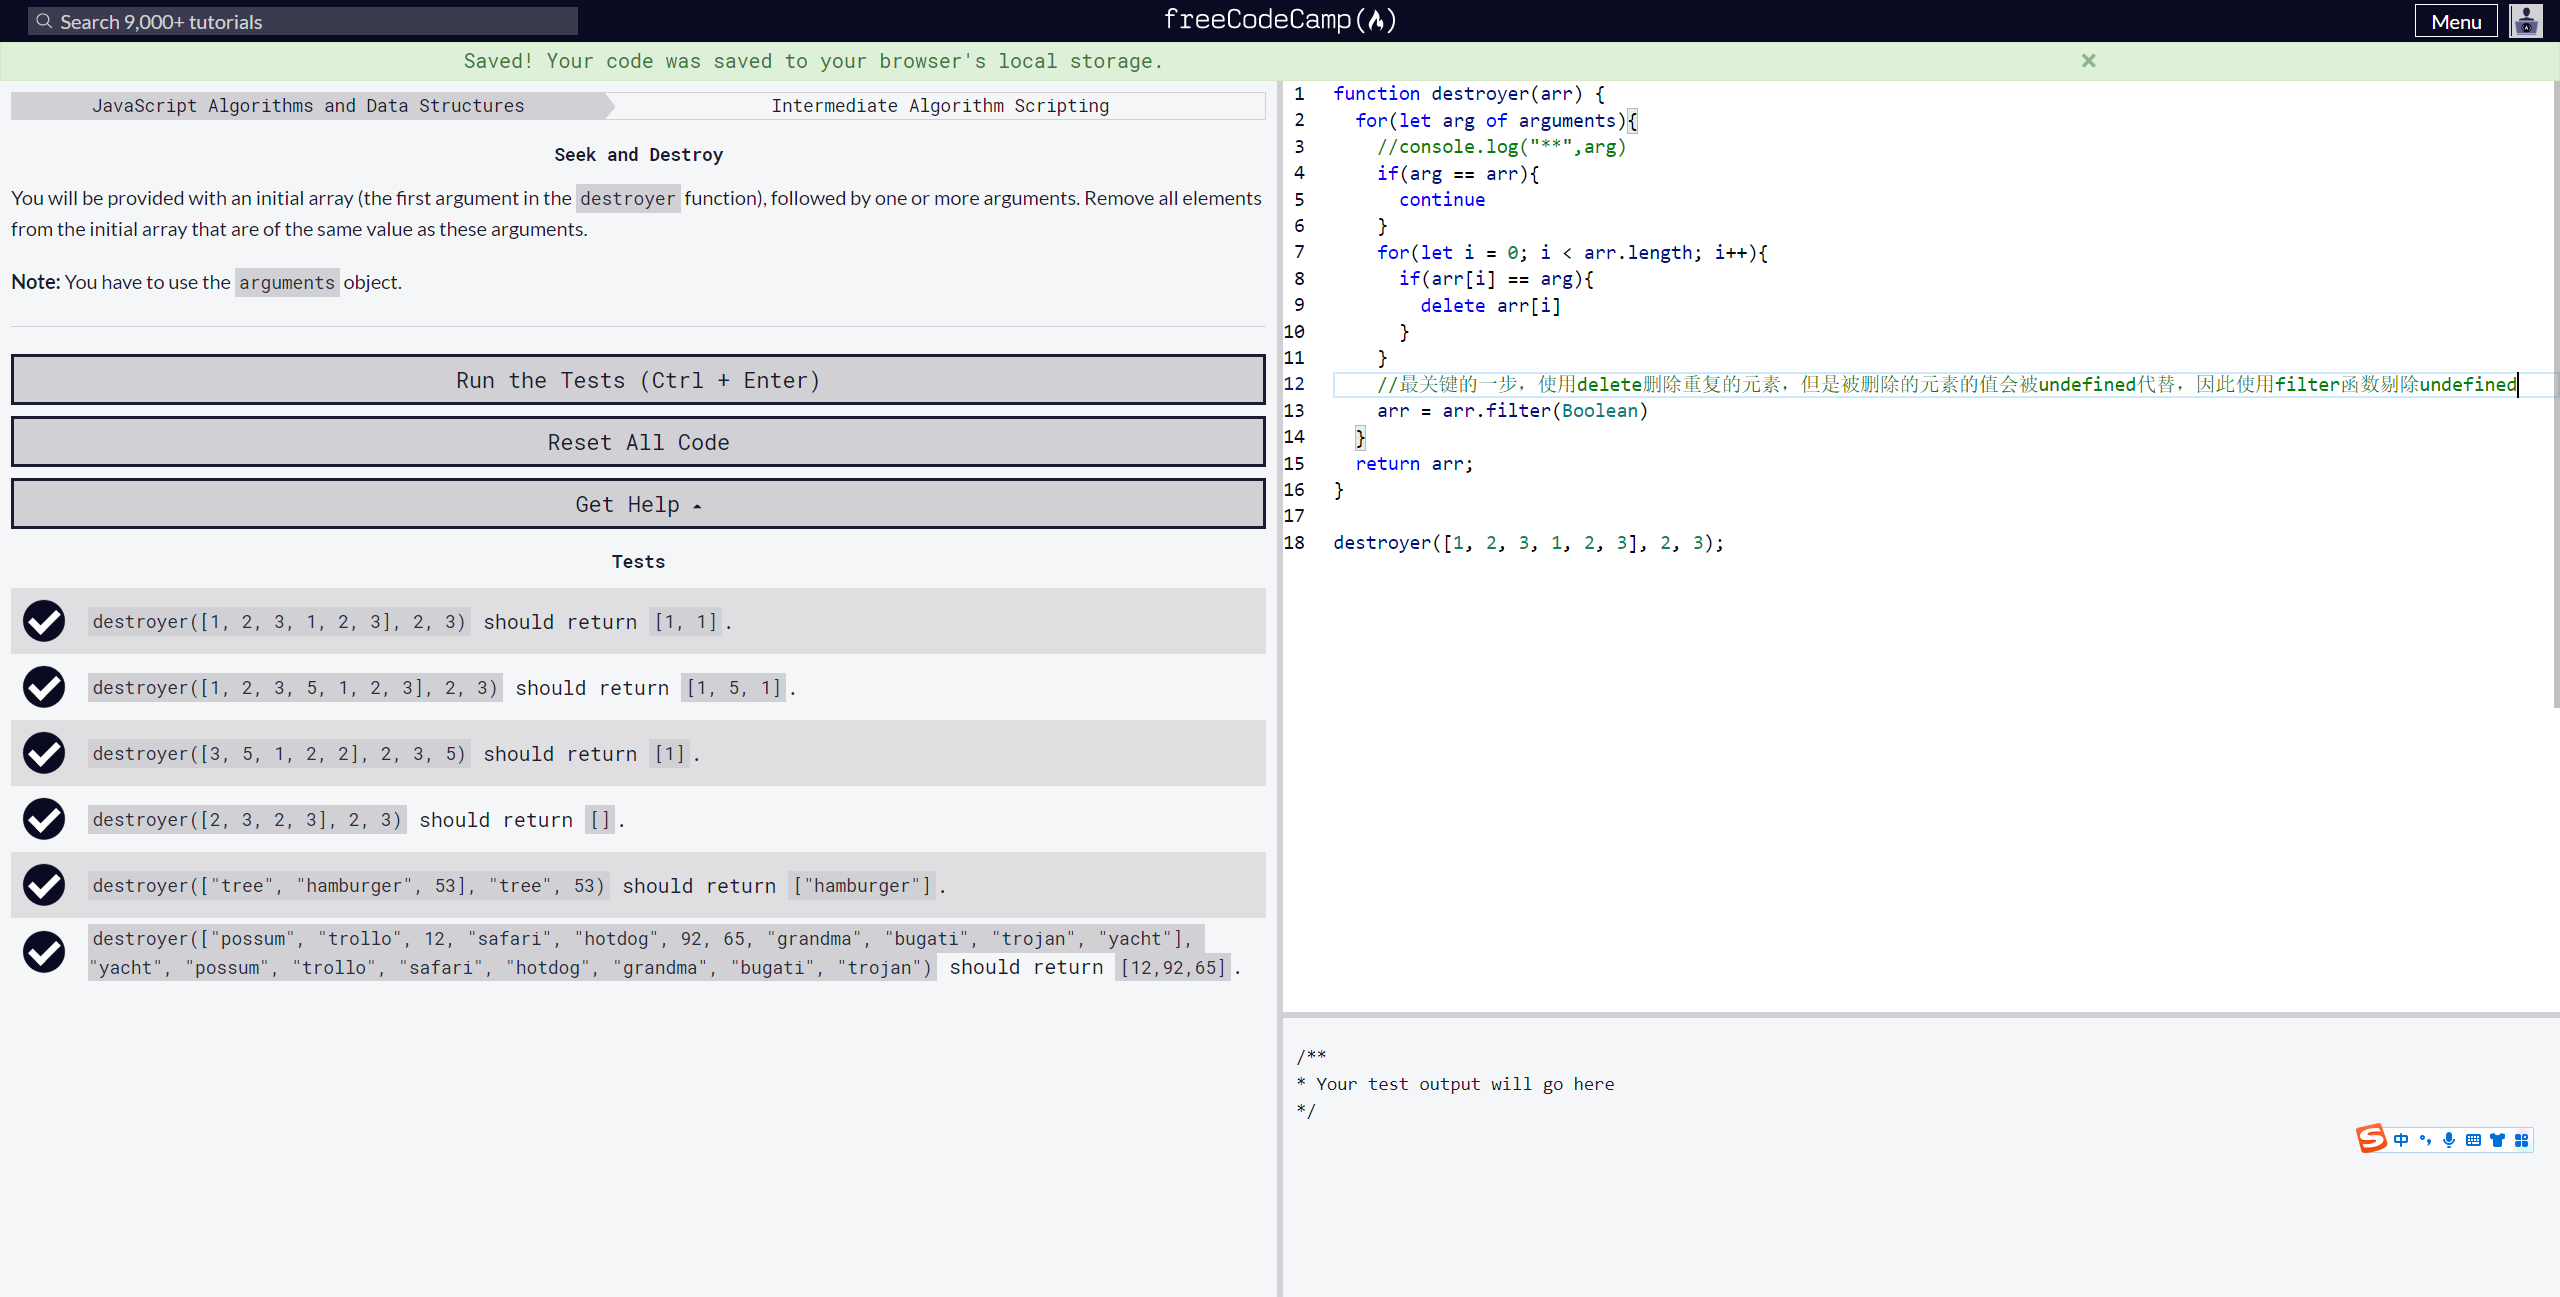 Search 9,000+ tutorials
freeCodeCamp
Menu
Saved! Your code was saved to your browser's local storage.
×
JavaScript Algorithms and Data Structures
Intermediate Algorithm Scripting
Seek and Destroy
You will be provided with an initial array (the first argument in the destroyer function), followed by one or more arguments. Remove all elements
from the initial array that are of the same value as these arguments.
Note: You have to use the arguments object.
Run the Tests (Ctrl + Enter)
Reset All Code
Get Help
Tests
destroyer([1, 2, 3, 1, 2, 3], 2, 3) should return [1, 1].
destroyer([1, 2, 3, 5, 1, 2, 3], 2, 3) should return [1, 5, 1].
destroyer([3, 5, 1, 2, 2], 2, 3, 5) should return [1].
destroyer([2, 3, 2, 3], 2, 3) should return [].
destroyer(["tree", "hamburger", 53], "tree", 53) should return ["hamburger"].
destroyer(["possum", "trollo", 12, "safari", "hotdog", 92, 65, "grandma", "bugati", "trojan", "yacht"],
"yacht", "possum", "trollo", "safari", "hotdog", "grandma", "bugati", "trojan") should return [12,92,65].
1 function destroyer(arr) {
2 for(let arg of arguments){
3 //console.log("**",arg)
4 if(arg == arr){
5 continue
6 }
7 for(let i = 0; i < arr.length; i++){
8 if(arr[i] == arg){
9 delete arr[i]
10 }
11 }
12 //最关键的一步，使用delete删除重复的元素，但是被删除的元素的值会被undefined代替，因此使用filter函数剔除undefined
13 arr = arr.filter(Boolean)
14 }
15 return arr;
16 }
17
18 destroyer([1, 2, 3, 1, 2, 3], 2, 3);
/**
* Your test output will go here
*/
S 中